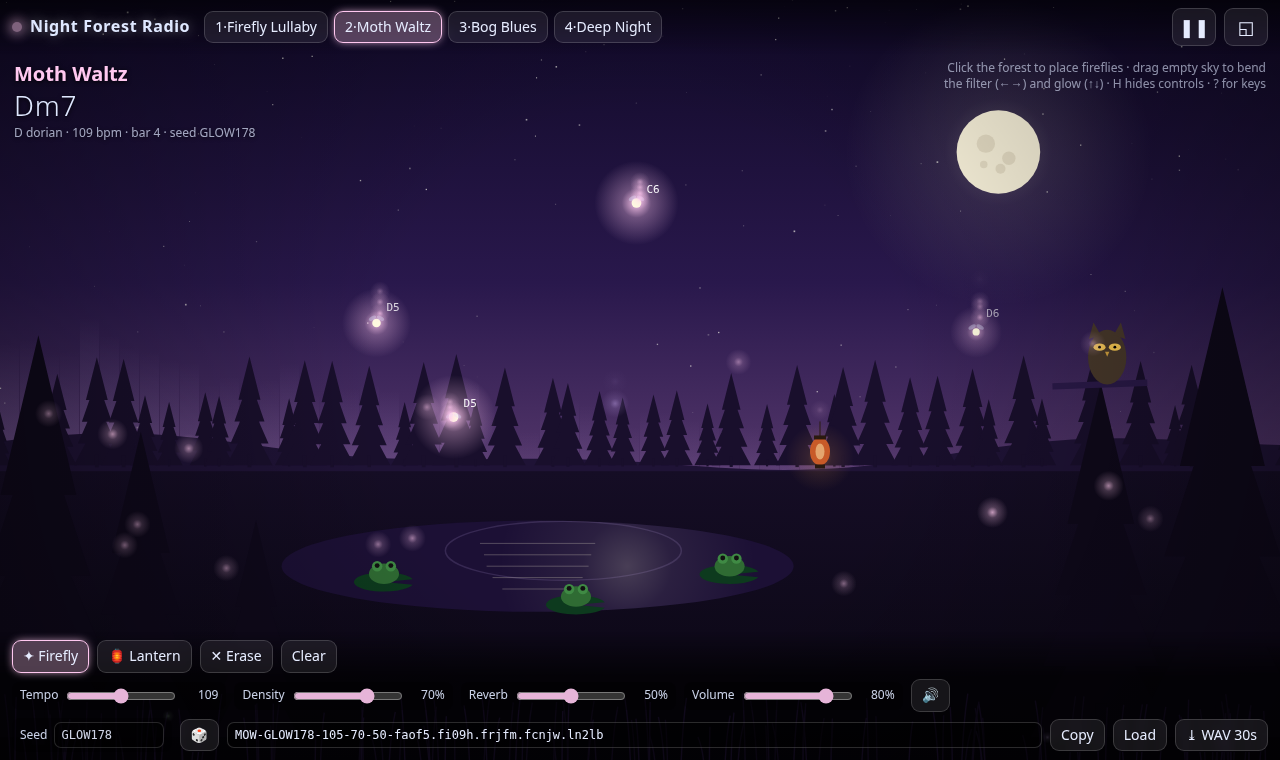 Night Forest Radio 1·Firefly Lullaby 2·Moth Waltz 3·Bog Blues 4·Deep Night
Moth Waltz
Dm7
D dorian · 109 bpm · bar 4 · seed GLOW178
Click the forest to place fireflies · drag empty sky to bend
the filter (←→) and glow (↑↓) · H hides controls · ? for keys
C6
D5
D6
D5
✦ Firefly 🏮 Lantern ✕ Erase Clear
Tempo 109 Density 70% Reverb 50% Volume 80% 🔊
Seed GLOW178 🎲 MOW-GLOW178-105-70-50-faof5.fi09h.frjfm.fcnjw.ln2lb Copy Load ⤓ WAV 30s